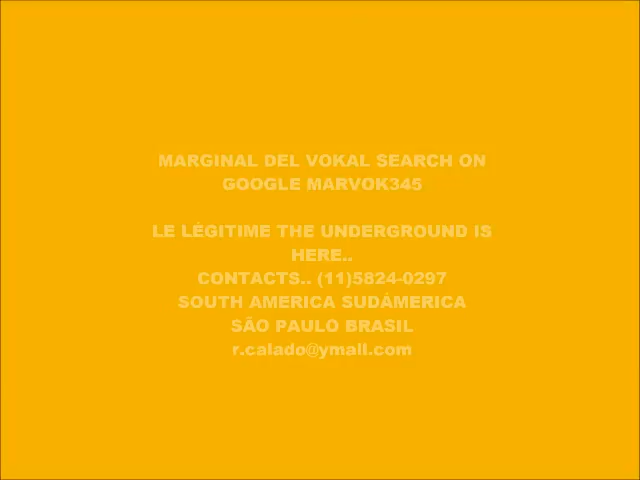 MARGINAL DEL VOKAL SEARCH ON
GOOGLE MARVOK345
LE LÉGITIME THE UNDERGROUND IS
HERE..
CONTACTS.. (11)5824-0297
SOUTH AMERICA SUDÁMERICA
SÃO PAULO BRASIL
r.calado@ymail.com